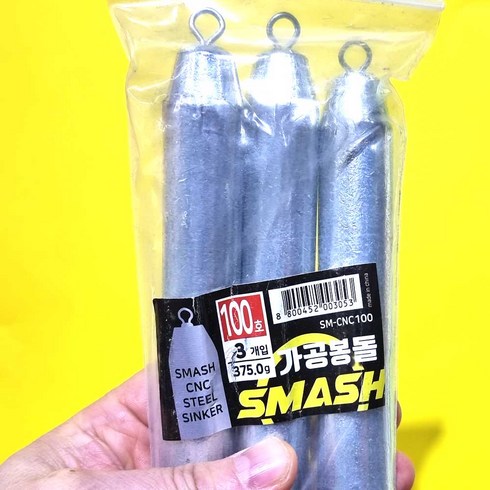 8 800452 003053
made in china
SM-CNC100
100호
3 개입
375.0g
가공봉돌
SMASH
SMASH
CNC
STEEL
SINKER